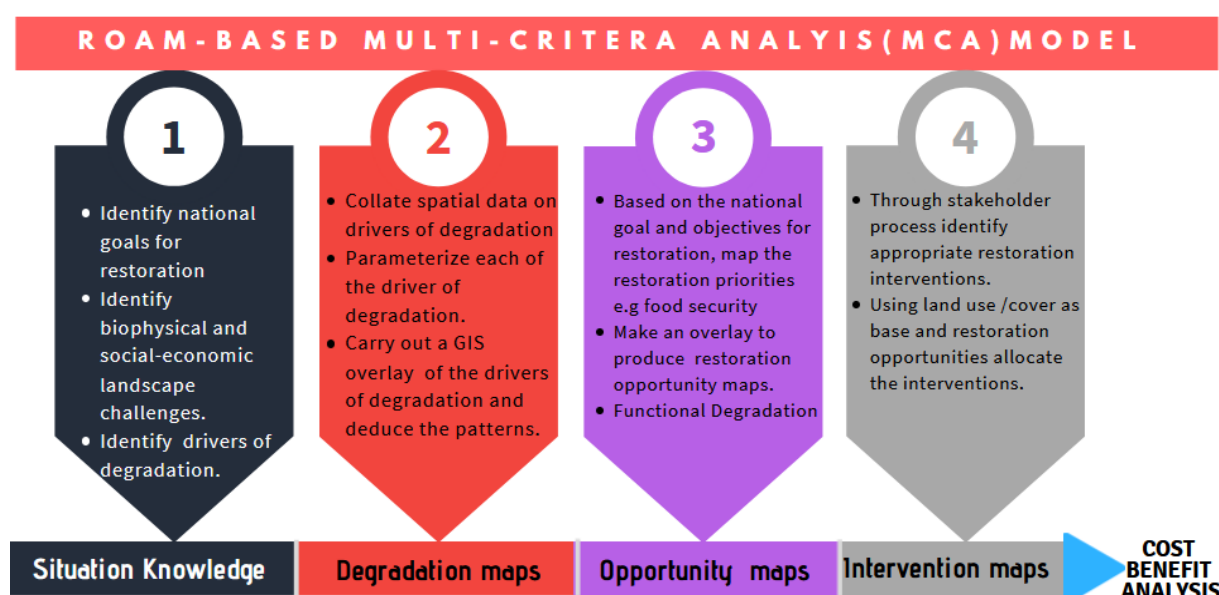 ROAM-BASED MULTI-CRITERA ANALYIS(MCA)MODEL
1
Identify national
goals for
restoration
Identify
biophysical and
social-economic
landscape
challenges.
Identify drivers of
degradation.
Situation Knowledge
2
Collate spatial data on
drivers of degradation
Parameterize each of
the driver of
degradation.
Carry out a GIS
overlay of the drivers
of degradation and
deduce the patterns.
Degradation maps
3
Based on the national
goal and objectives for
restoration, map the
restoration priorities
e.g food security
Make an overlay to
produce restoration
opportunity maps.
Functional Degradation
Opportunity maps
4
Through stakeholder
process identify
appropriate restoration
interventions.
Using land use /cover as
base and restoration
opportunities allocate
the interventions.
Intervention maps
COST
BENEFIT
ANALYSIS